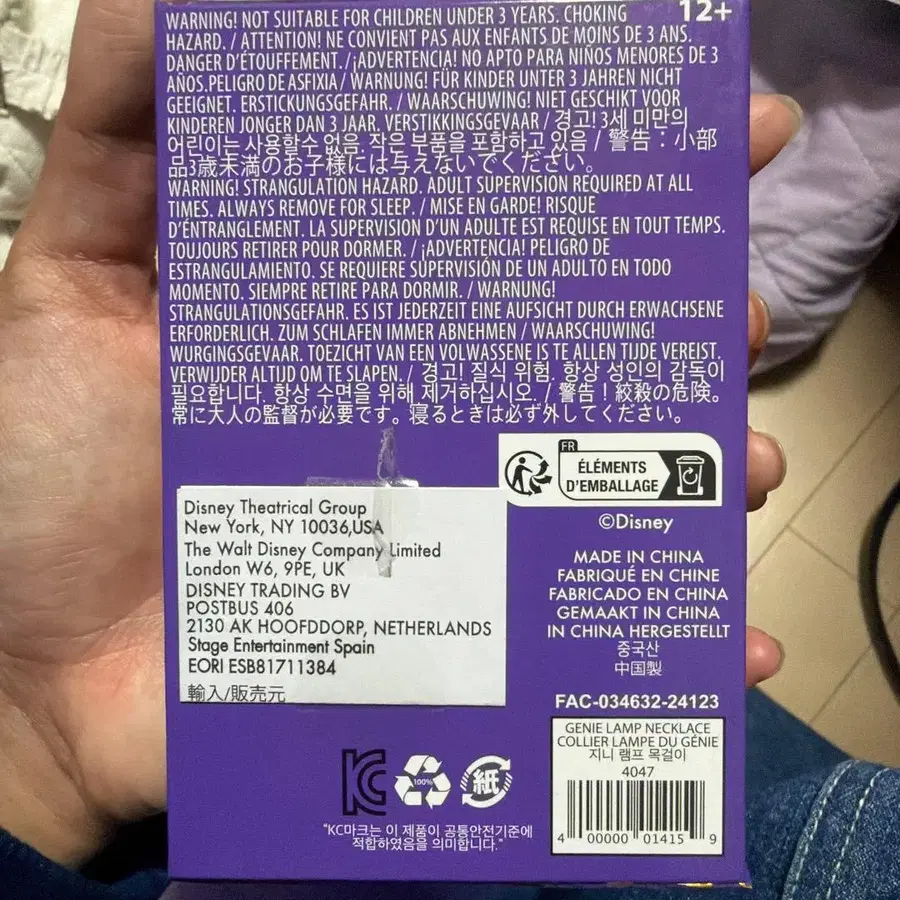 12+
WARNING! NOT SUITABLE FOR CHILDREN UNDER 3 YEARS. CHOKING
HAZARD. / ATTENTION! NE CONVIENT PAS AUX ENFANTS DE MOINS DE 3 ANS.
DANGER D'ÉTOUFFEMENT. / ¡ADVERTENCIA! NO APTO PARA NIÑOS MENORES DE 3
AÑOS.PELIGRO DE ASFIXIA / WARNUNG! FÜR KINDER UNTER 3 JAHREN NICHT
GEEIGNET. ERSTICKUNGSGEFAHR. / WAARSCHUWING! NIET GESCHIKT VOOR
KINDEREN JONGER DAN 3 JAAR. VERSTIKKINGSGEVAAR / 경고! 3세 미만의
어린이는 사용할수 없음. 작은 부품을 포함하고 있음 / 警告：小部
品3歳未満のお子様には与えないでください。
WARNING! STRANGULATION HAZARD. ADULT SUPERVISION REQUIRED AT ALL
TIMES. ALWAYS REMOVE FOR SLEEP. / MISE EN GARDE! RISQUE
D'ÉNTRANGLEMENT. LA SUPERVISION D'UN ADULTE EST REQUISE EN TOUT TEMPS.
TOUJOURS RETIRER POUR DORMER. / ¡ADVERTENCIA! PELIGRO DE
ESTRANGULAMIENTO. SE REQUIERE SUPERVISIÓN DE UN ADULTO EN TODO
MOMENTO. SIEMPRE RETIRE PARA DORMIR. / WARNUNG!
STRANGULATIONSGEFAHR. ES IST JEDERZEIT EINE AUFSICHT DURCH ERWACHSENE
ERFORDERLICH. ZUM SCHLAFEN IMMER ABNEHMEN / WAARSCHUWING!
WURGINGSGEVAAR. TOEZICHT VAN EEN VOLWASSENE IS TE ALLEN TIJDE VEREIST.
VERWIJDER ALTIJD OM TE SLAPEN. / 경고! 질식 위험. 항상 성인의 감독이
필요합니다. 항상 수면을 위해 제거하십시오. / 警告！絞殺の危険。
常に大人の監督が必要です。寝るときは必ず外してください。
FR
ÉLÉMENTS
D'EMBALLAGE
©Disney
Disney Theatrical Group
New York, NY 10036,USA
The Walt Disney Company Limited
London W6, 9PE, UK
DISNEY TRADING BV
POSTBUS 406
2130 AK HOOFDDORP, NETHERLANDS
Stage Entertainment Spain
EORI ESB81711384
輸入/販売元
MADE IN CHINA
FABRIQUÉ EN CHINE
FABRICADO EN CHINA
GEMAAKT IN CHINA
IN CHINA HERGESTELLT
중국산
中国製
FAC-034632-24123
GENIE LAMP NECKLACE
COLLIER LAMPE DU GÉNIE
지니 램프 목걸이
4047
4 00000 01415 9
KC
100%
紙
"KC마크는 이 제품이 공통안전기준에
적합하였음을 의미합니다."